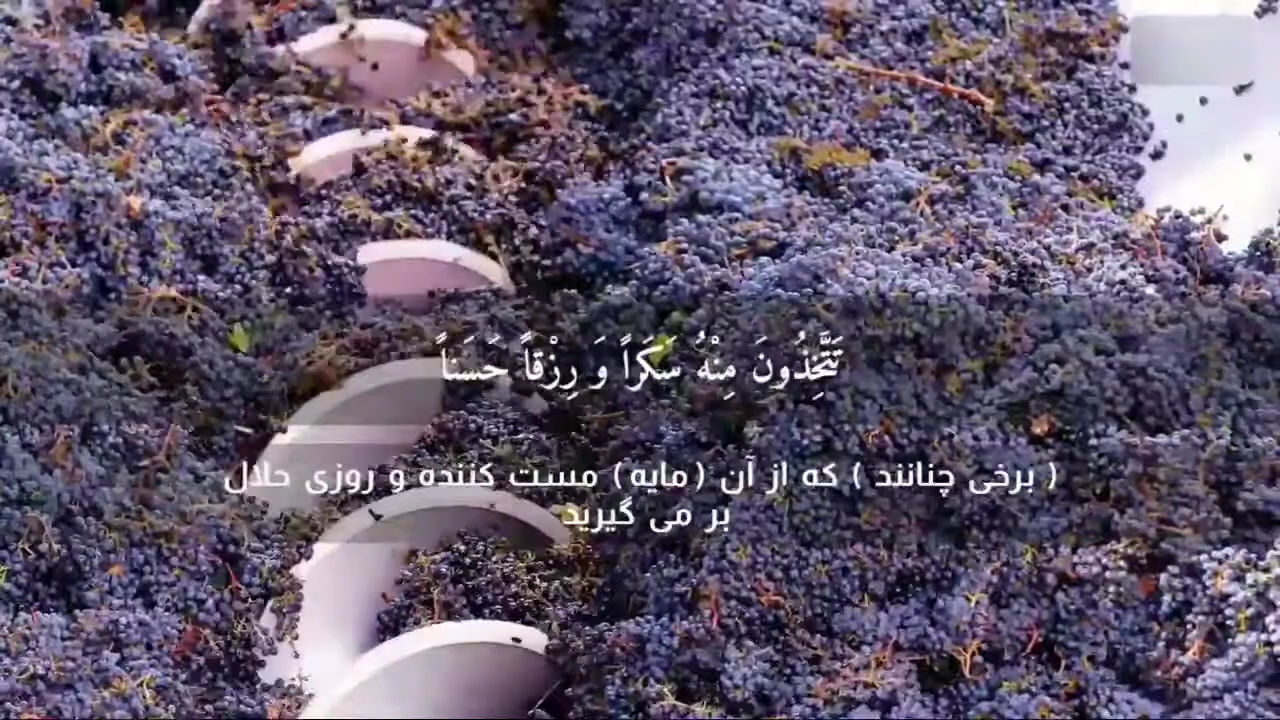 تَتَّخِذُونَ مِنْهُ سَكَراً وَ رِزْقاً حَسَناً
( برخی چنانند ) که از آن (مایه) مست کننده و روزی حلال
بر می گیرید